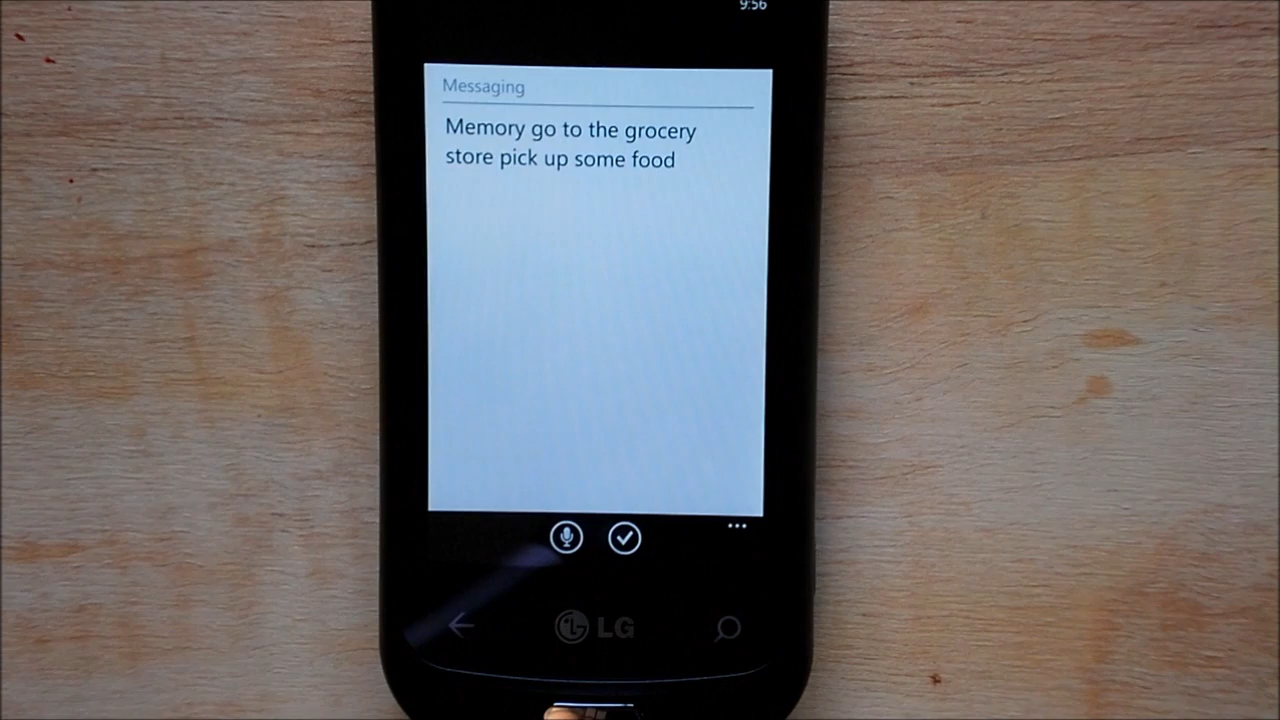 9:56
Messaging
Memory go to the grocery
store pick up some food
LG